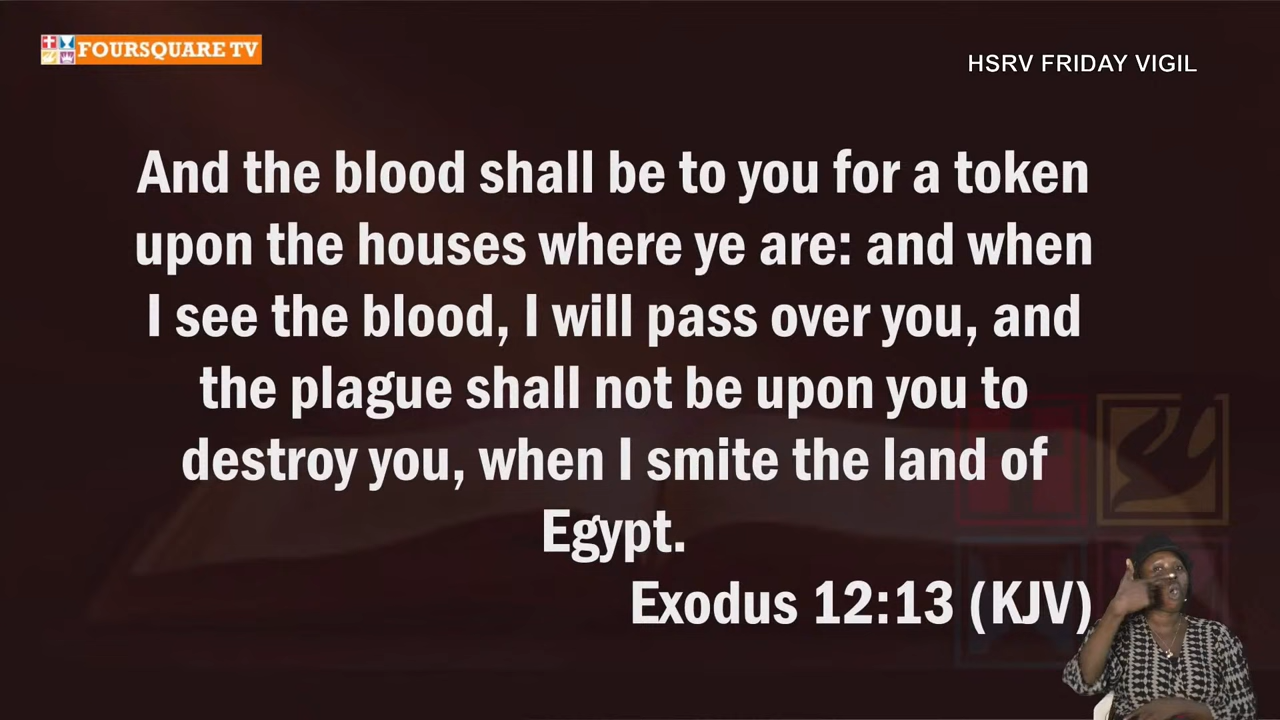 FOURSQUARE TV
HSRV FRIDAY VIGIL
And the blood shall be to you for a token
upon the houses where ye are: and when
I see the blood, I will pass over you, and
the plague shall not be upon you to
destroy you, when I smite the land of
Egypt.
Exodus 12:13 (KJV)